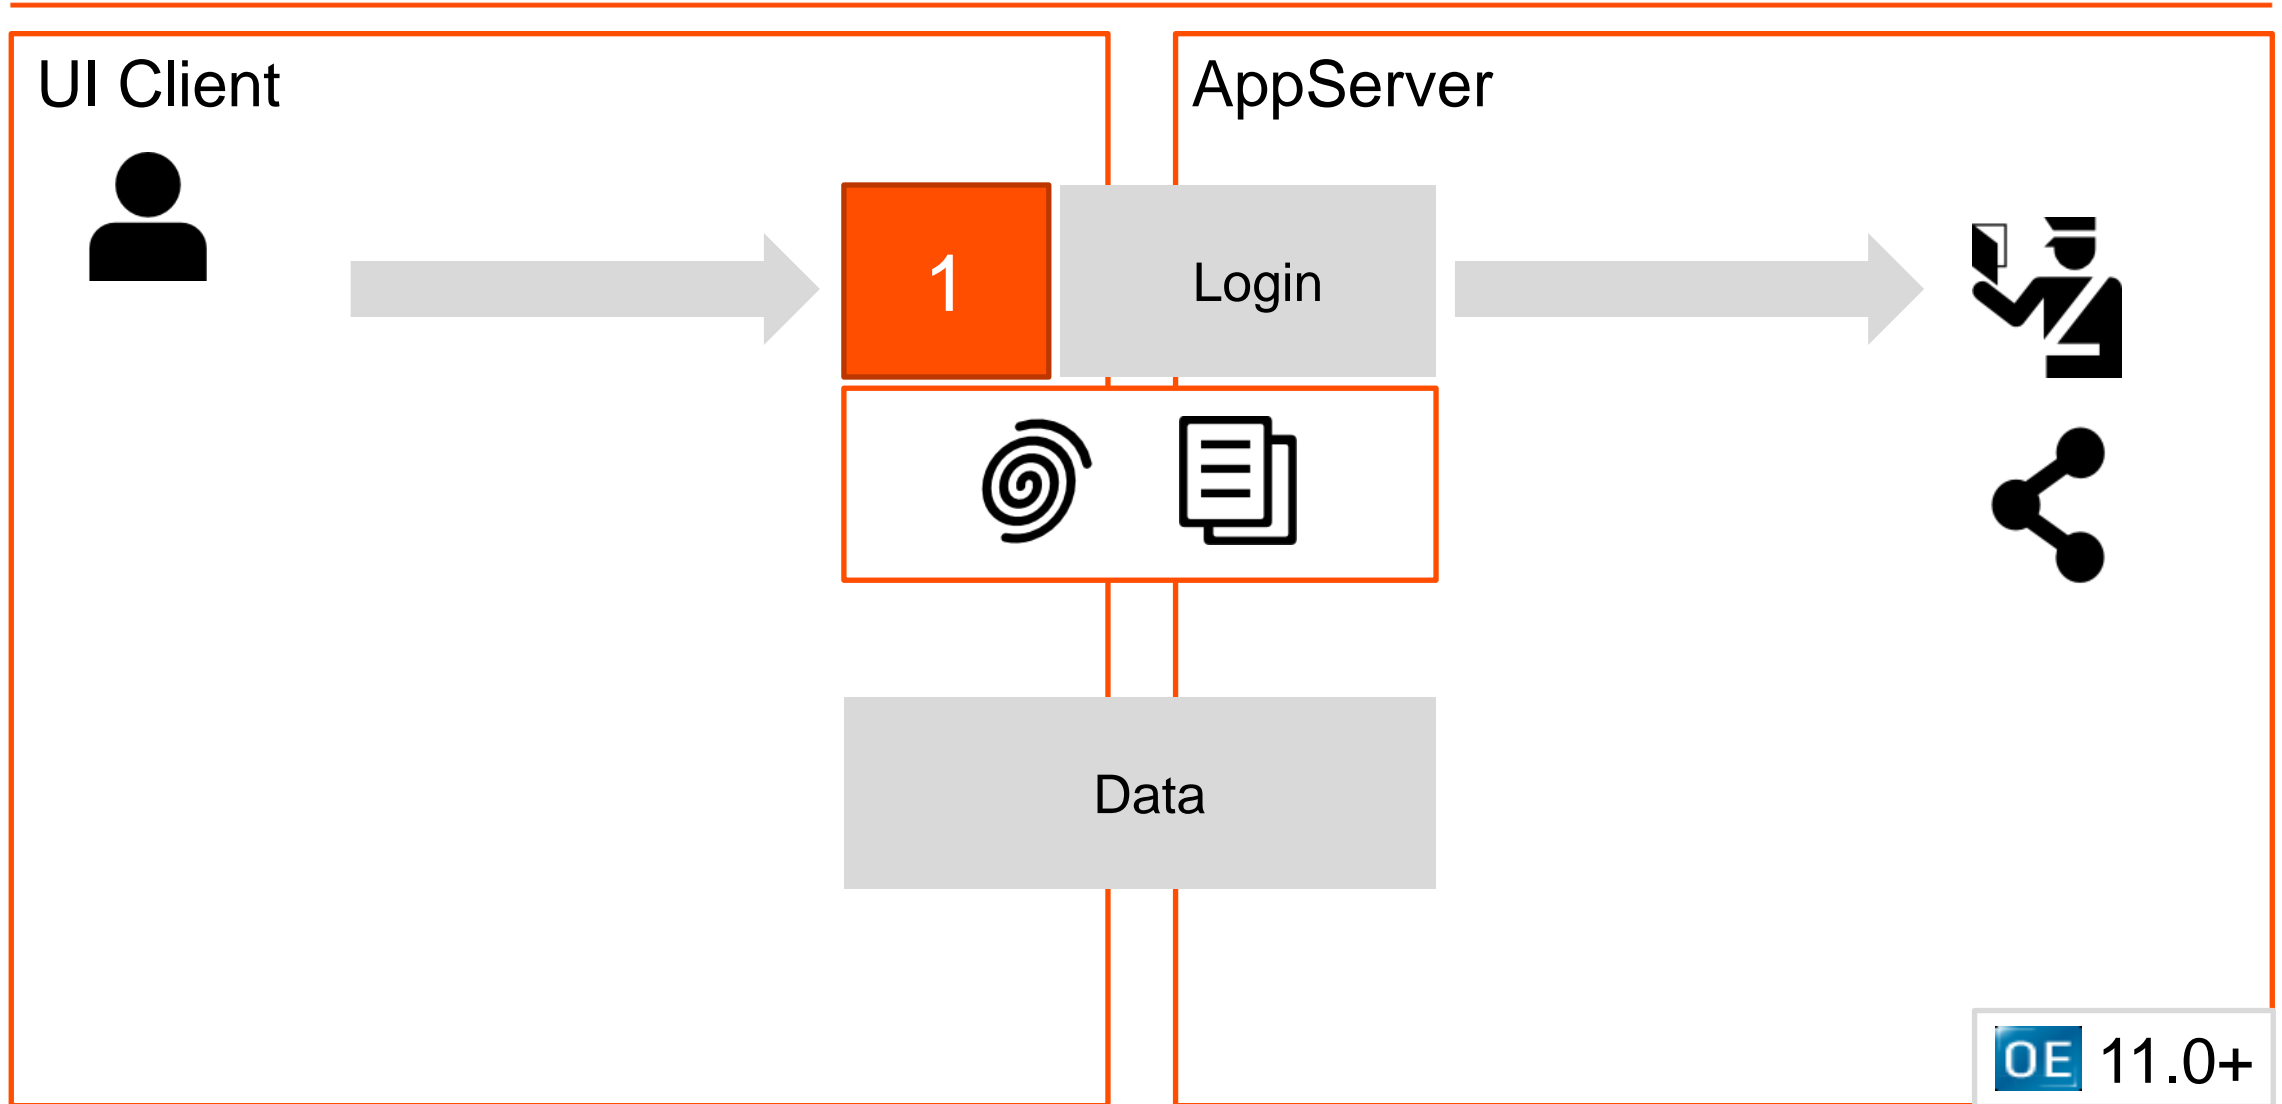 UI Client
AppServer
1
Login
Data
OE 11.0+